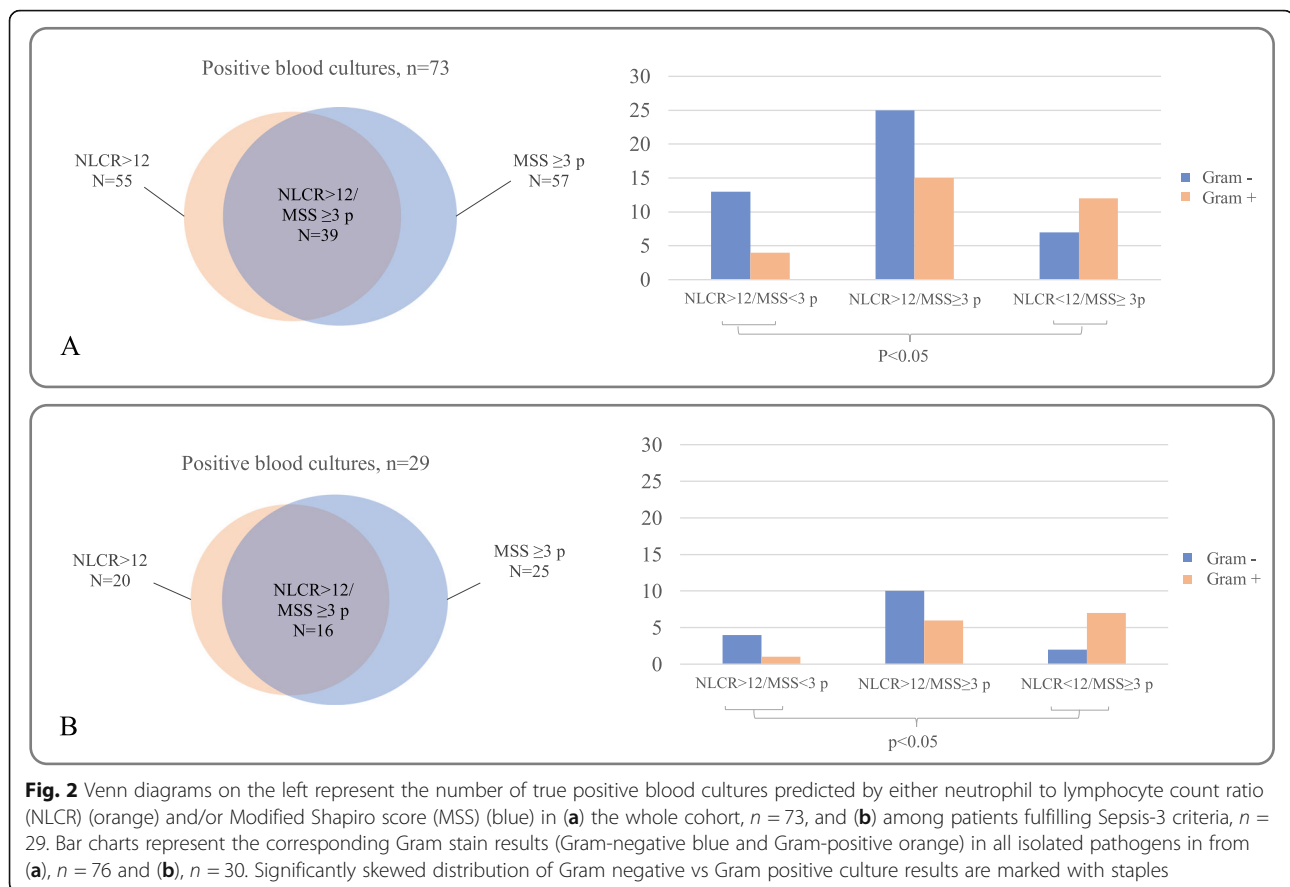 Positive blood cultures, n=73
NLCR>12
N=55
NLCR>12/
MSS ≥3 p
N=39
MSS ≥3 p
N=57
A
30
25
20
15
10
5
0
NLCR>12/MSS<3 p
NLCR>12/MSS≥3 p
NLCR<12/MSS≥ 3p
P<0.05
Gram -
Gram +
Positive blood cultures, n=29
NLCR>12
N=20
NLCR>12/
MSS ≥3 p
N=16
MSS ≥3 p
N=25
B
30
25
20
15
10
5
0
NLCR>12/MSS<3 p
NLCR>12/MSS≥3 p
NLCR<12/MSS≥3 p
p<0.05
Gram -
Gram +
Fig. 2 Venn diagrams on the left represent the number of true positive blood cultures predicted by either neutrophil to lymphocyte count ratio
(NLCR) (orange) and/or Modified Shapiro score (MSS) (blue) in (a) the whole cohort, n = 73, and (b) among patients fulfilling Sepsis-3 criteria, n =
29. Bar charts represent the corresponding Gram stain results (Gram-negative blue and Gram-positive orange) in all isolated pathogens in from
(a), n = 76 and (b), n = 30. Significantly skewed distribution of Gram negative vs Gram positive culture results are marked with staples